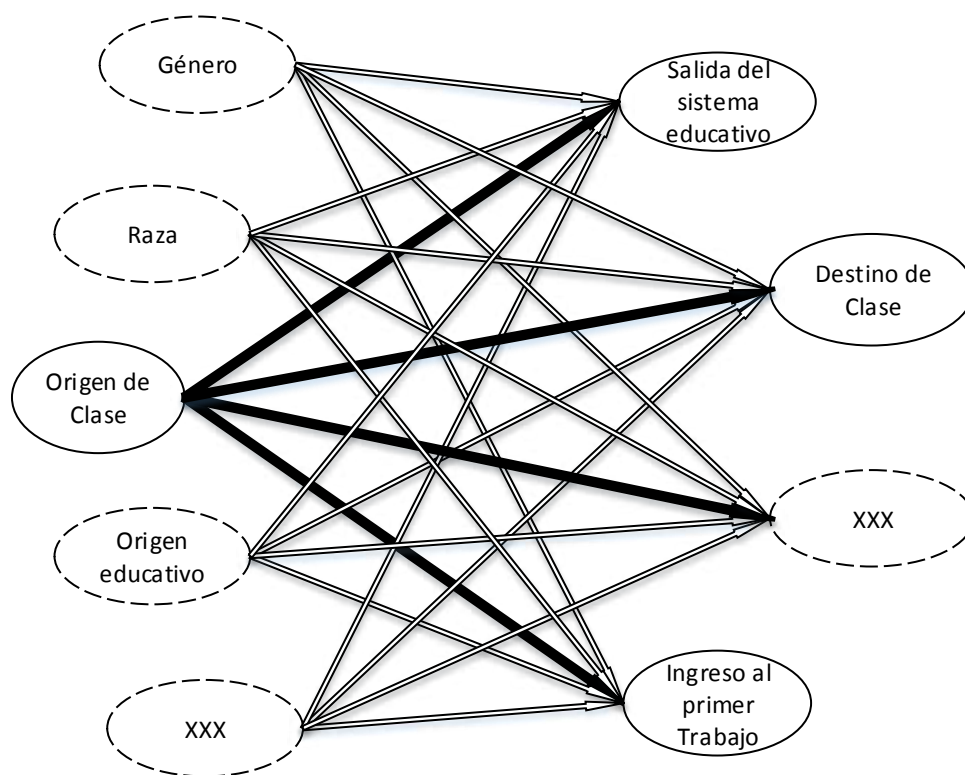 Género
Salida del
sistema
educativo
Raza
Destino de
Clase
Origen de
Clase
Origen
educativo
XXX
XXX
Ingreso al
primer
Trabajo